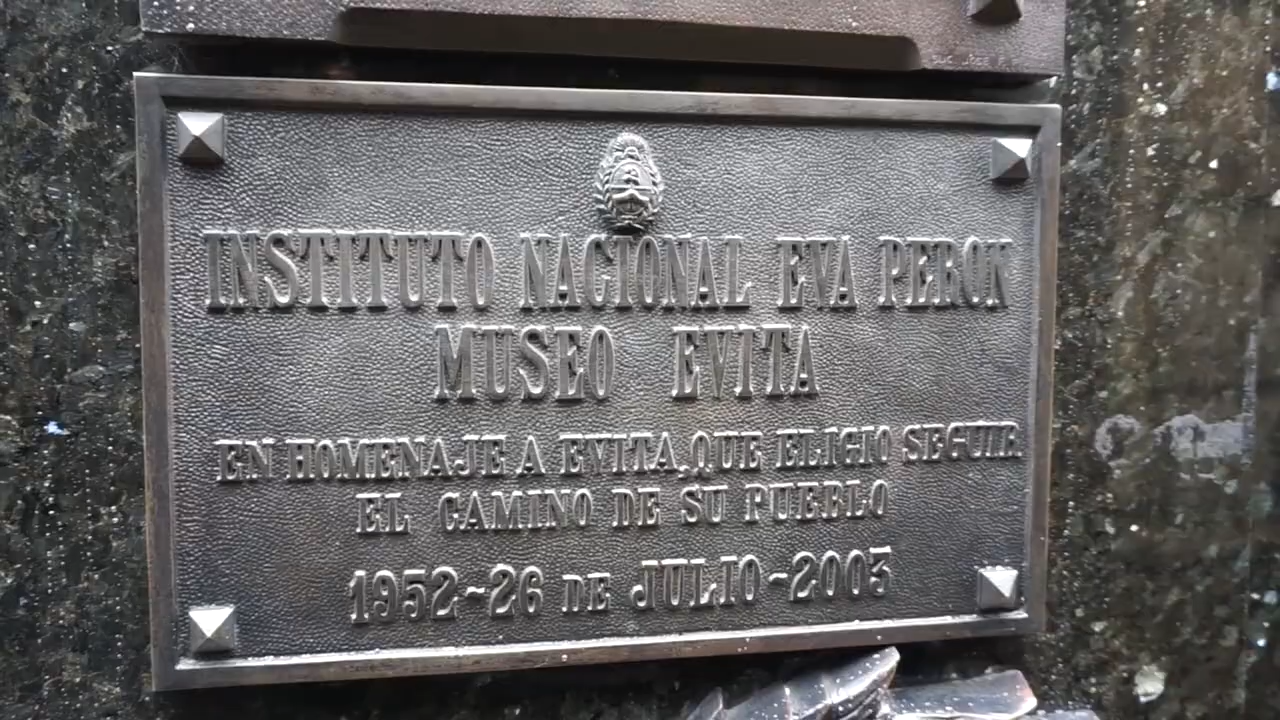 INSTITUTO NACIONAL EVA PERON
MUSEO EVITA
EN HOMENAJE A EVITA, QUE ELIGIO SEGUIR
EL CAMINO DE SU PUEBLO
1952-26 DE JULIO-2003